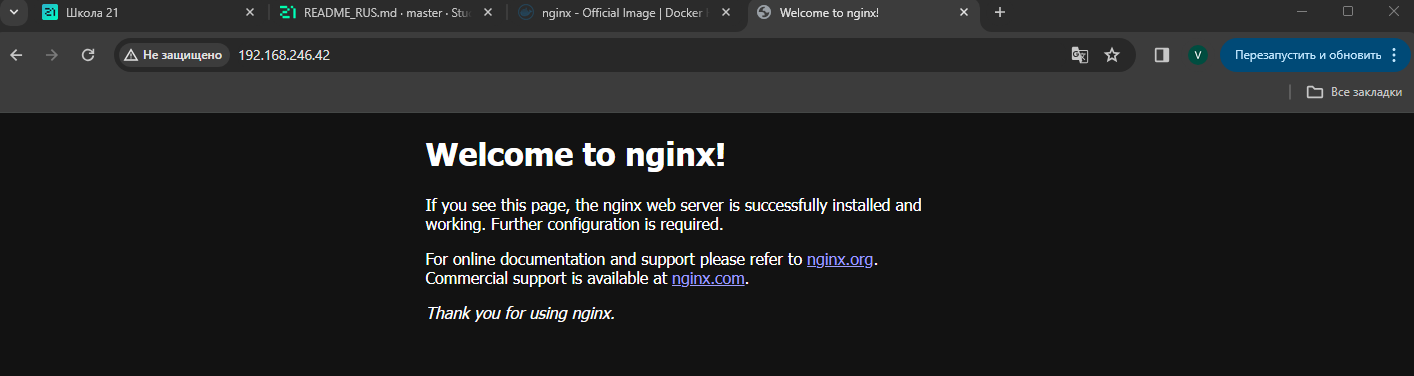 Школа 21
README_RUS.md · master · Stu
nginx - Official Image | Docker
Welcome to nginx!
Не защищено
192.168.246.42
V
Перезапустить и обновить
Все закладки
Welcome to nginx!
If you see this page, the nginx web server is successfully installed and
working. Further configuration is required.
For online documentation and support please refer to nginx.org.
Commercial support is available at nginx.com.
Thank you for using nginx.